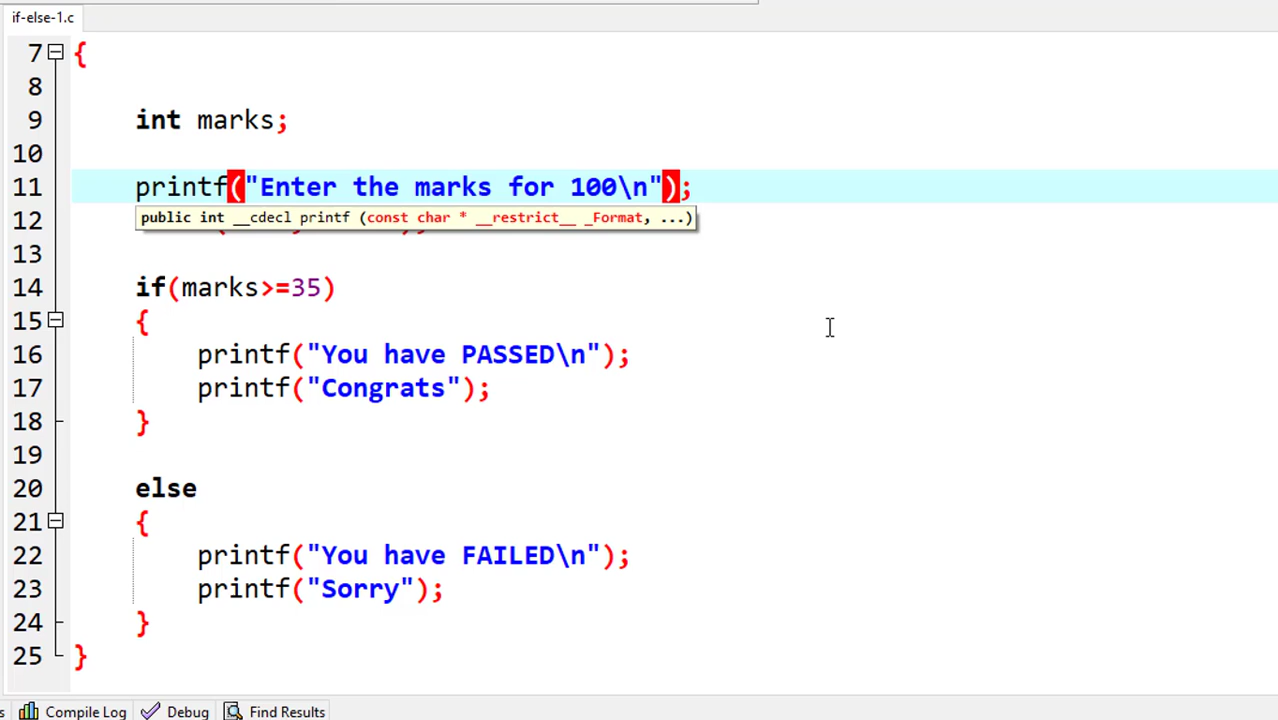 if-else-1.c
7 {
8
9 int marks;
10
11 printf("Enter the marks for 100\n");
12
public int __cdecl printf (const char * __restrict__ _Format, ...)
13
14 if(marks>=35)
15 {
16 printf("You have PASSED\n");
17 printf("Congrats");
18 }
19
20 else
21 {
22 printf("You have FAILED\n");
23 printf("Sorry");
24 }
25 }
s Compile Log Debug Find Results